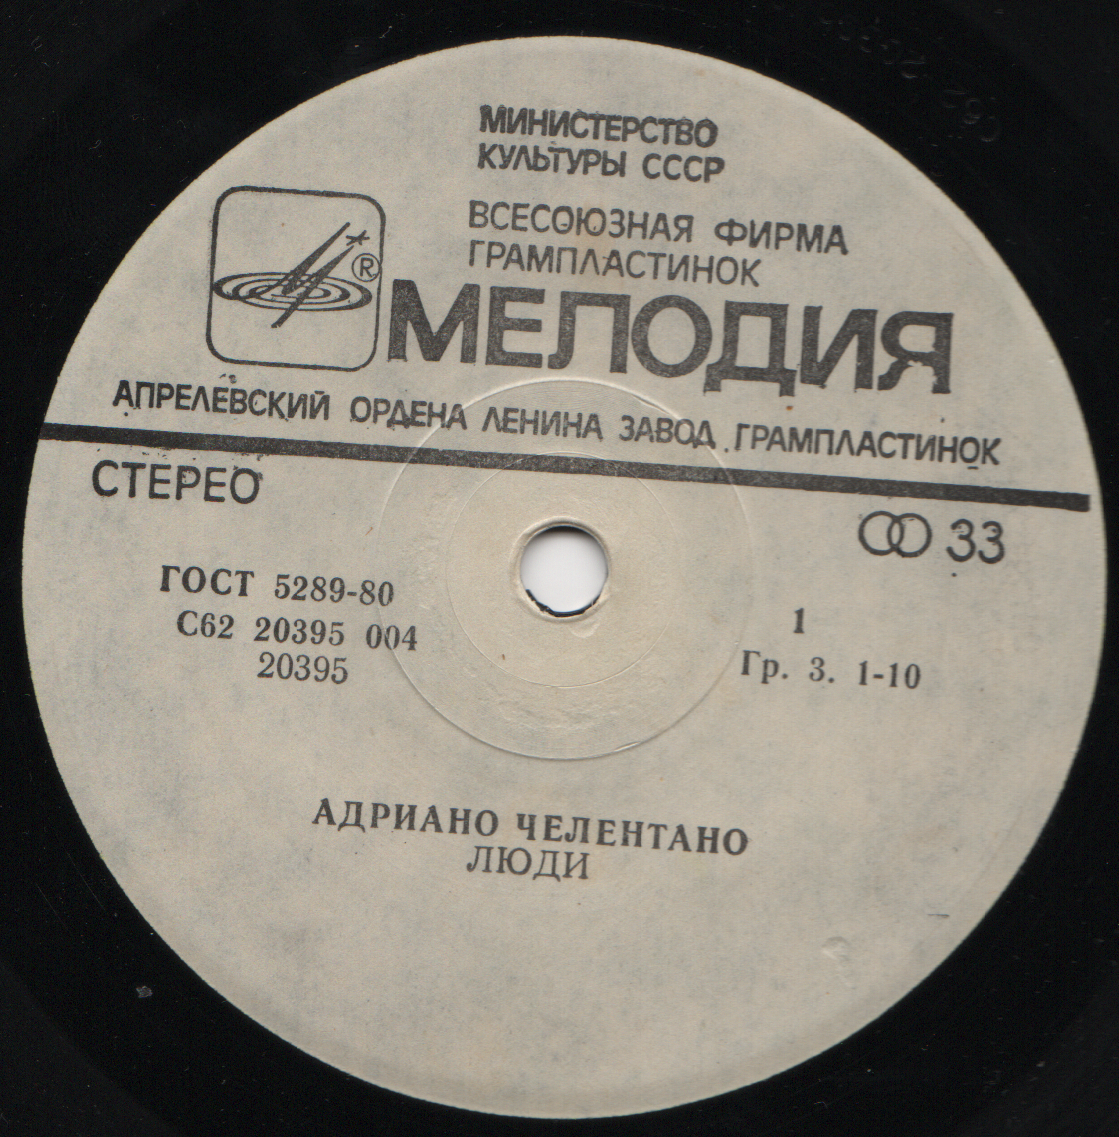 МИНИСТЕРСТВО
КУЛЬТУРЫ СССР
ВСЕСОЮЗНАЯ ФИРМА
ГРАМПЛАСТИНОК
®
МЕЛОДИЯ
АПРЕЛЕВСКИЙ ОРДЕНА ЛЕНИНА ЗАВОД ГРАМПЛАСТИНОК
СТЕРЕО
33
ГОСТ 5289-80
С62 20395 004
20395
1
Гр. 3. 1-10
АДРИАНО ЧЕЛЕНТАНО
ЛЮДИ